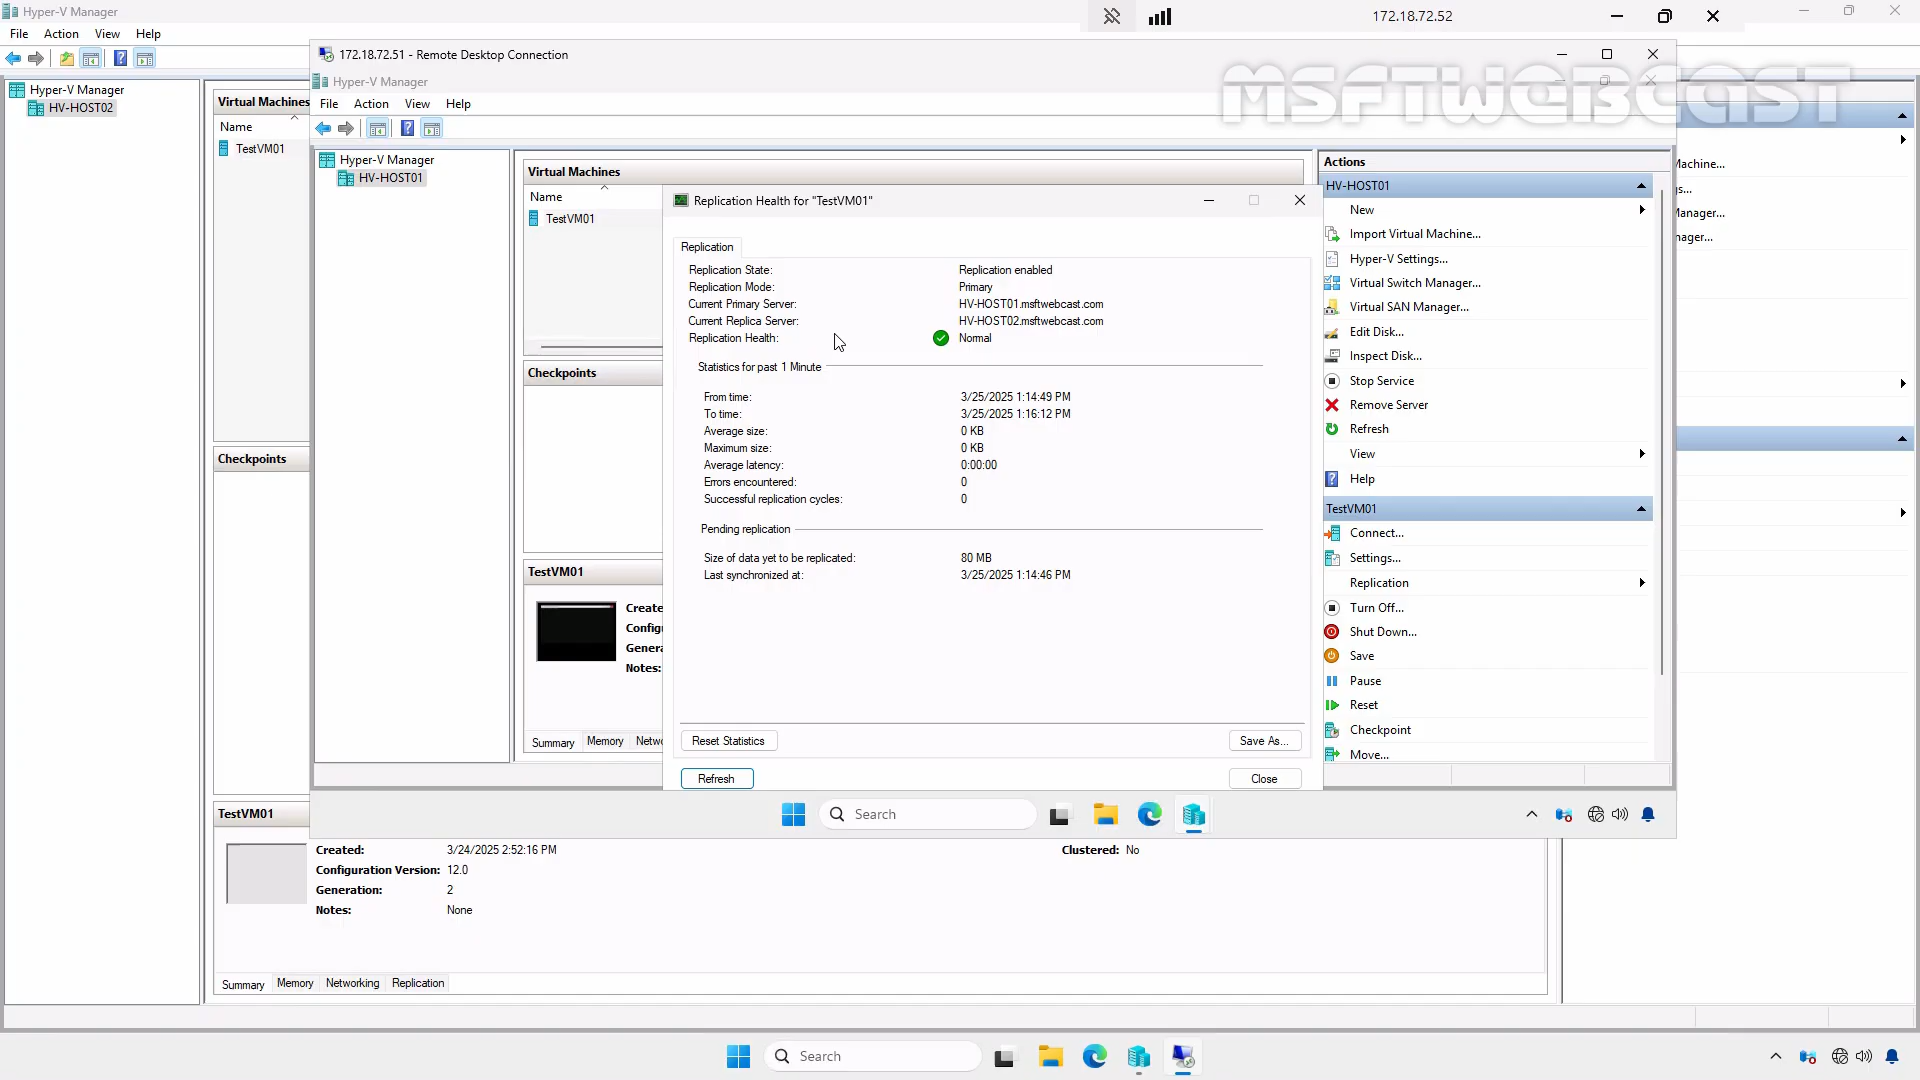 Hyper-V Manager
172.18.72.52
File Action View Help
Hyper-V Manager
HV-HOST02
Virtual Machines
Name
TestVM01
Checkpoints
TestVM01
172.18.72.51 - Remote Desktop Connection
MSFTWEBCAST
Hyper-V Manager
File Action View Help
Hyper-V Manager
HV-HOST01
Virtual Machines
Name
TestVM01
Checkpoints
TestVM01
Create
Config
Genera
Notes:
Summary Memory Netwo
Replication Health for "TestVM01"
Replication
Replication State: Replication enabled
Replication Mode: Primary
Current Primary Server: HV-HOST01.msftwebcast.com
Current Replica Server: HV-HOST02.msftwebcast.com
Replication Health: Normal
Statistics for past 1 Minute
From time: 3/25/2025 1:14:49 PM
To time: 3/25/2025 1:16:12 PM
Average size: 0 KB
Maximum size: 0 KB
Average latency: 0:00:00
Errors encountered: 0
Successful replication cycles: 0
Pending replication
Size of data yet to be replicated: 80 MB
Last synchronized at: 3/25/2025 1:14:46 PM
Reset Statistics
Save As...
Refresh
Close
Actions
HV-HOST01
New
Import Virtual Machine...
Hyper-V Settings...
Virtual Switch Manager...
Virtual SAN Manager...
Edit Disk...
Inspect Disk...
Stop Service
Remove Server
Refresh
View
Help
TestVM01
Connect...
Settings...
Replication
Turn Off...
Shut Down...
Save
Pause
Reset
Checkpoint
Move...
Machine...
s...
Manager...
nager...
Search
Created: 3/24/2025 2:52:16 PM
Clustered: No
Configuration Version: 12.0
Generation: 2
Notes: None
Summary Memory Networking Replication
Search